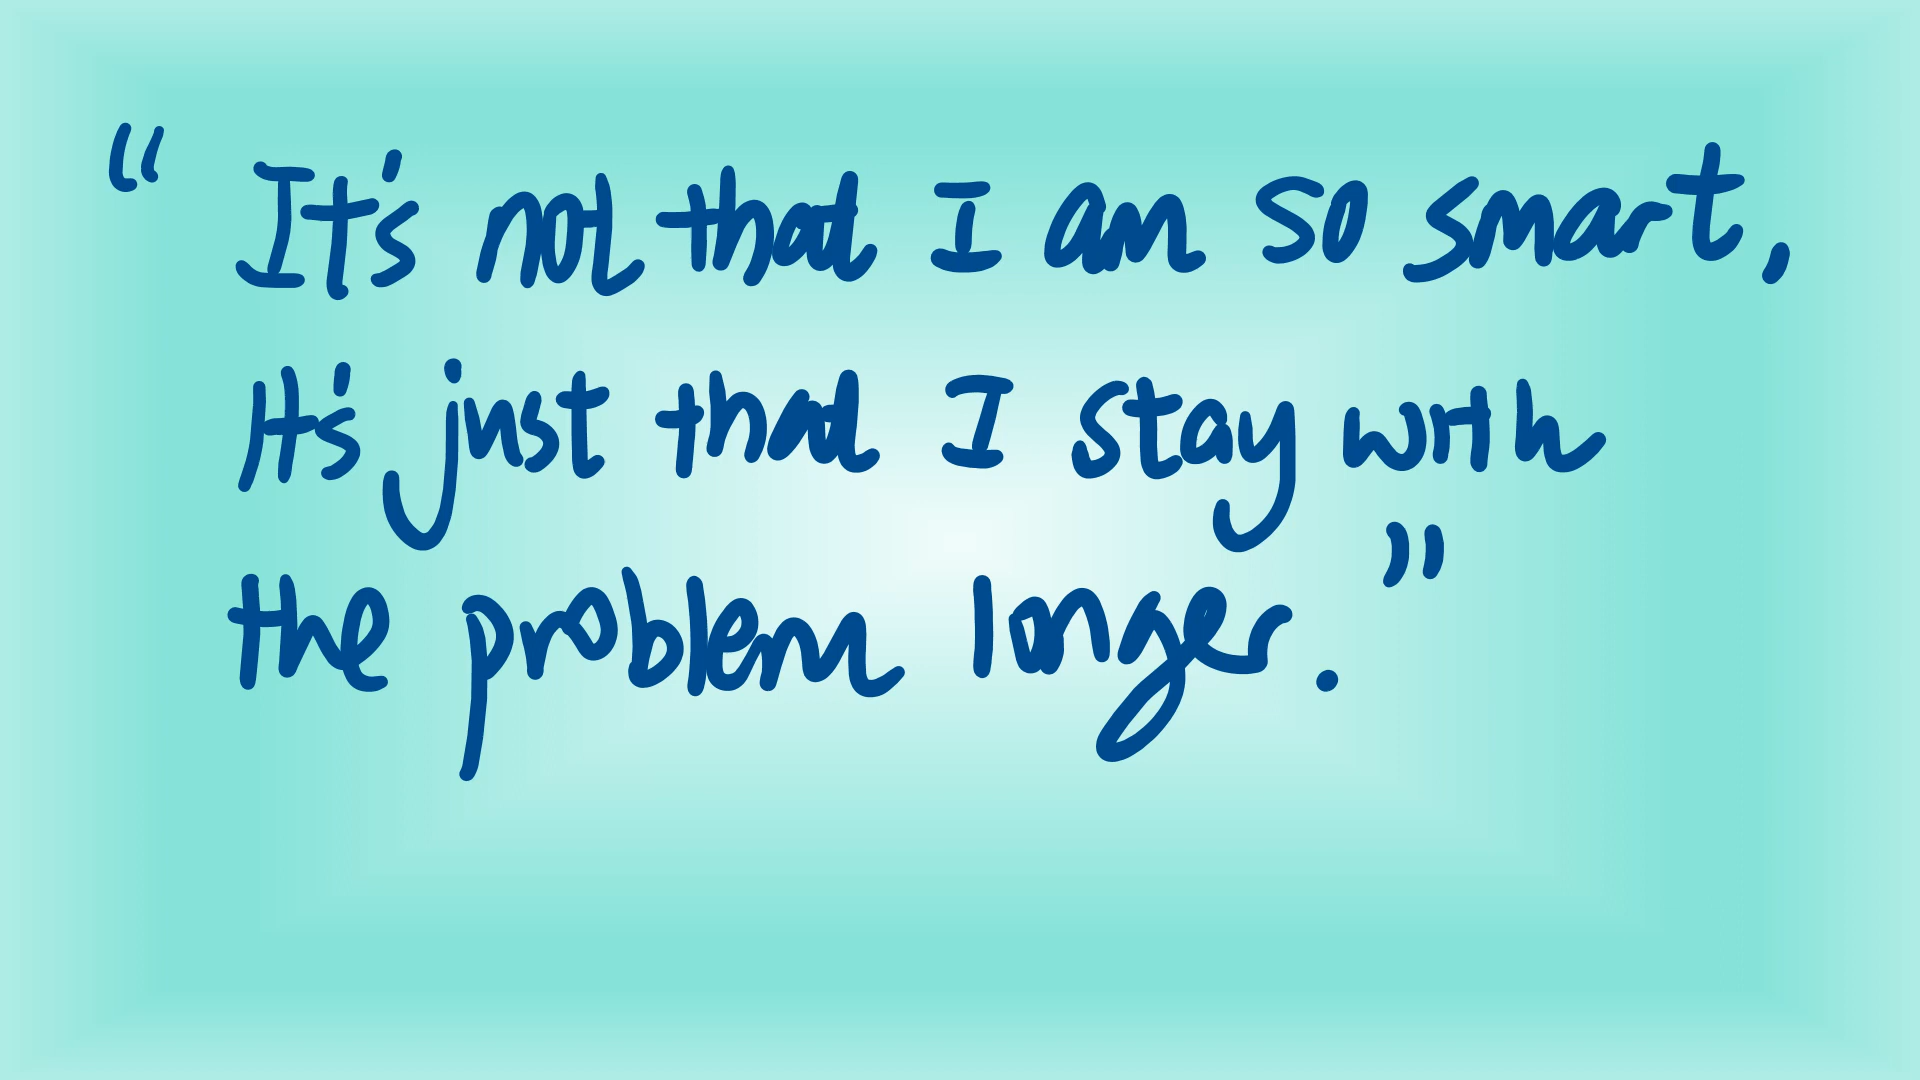 “ It's not that I am so smart,
It's just that I stay with
the problem longer. ”